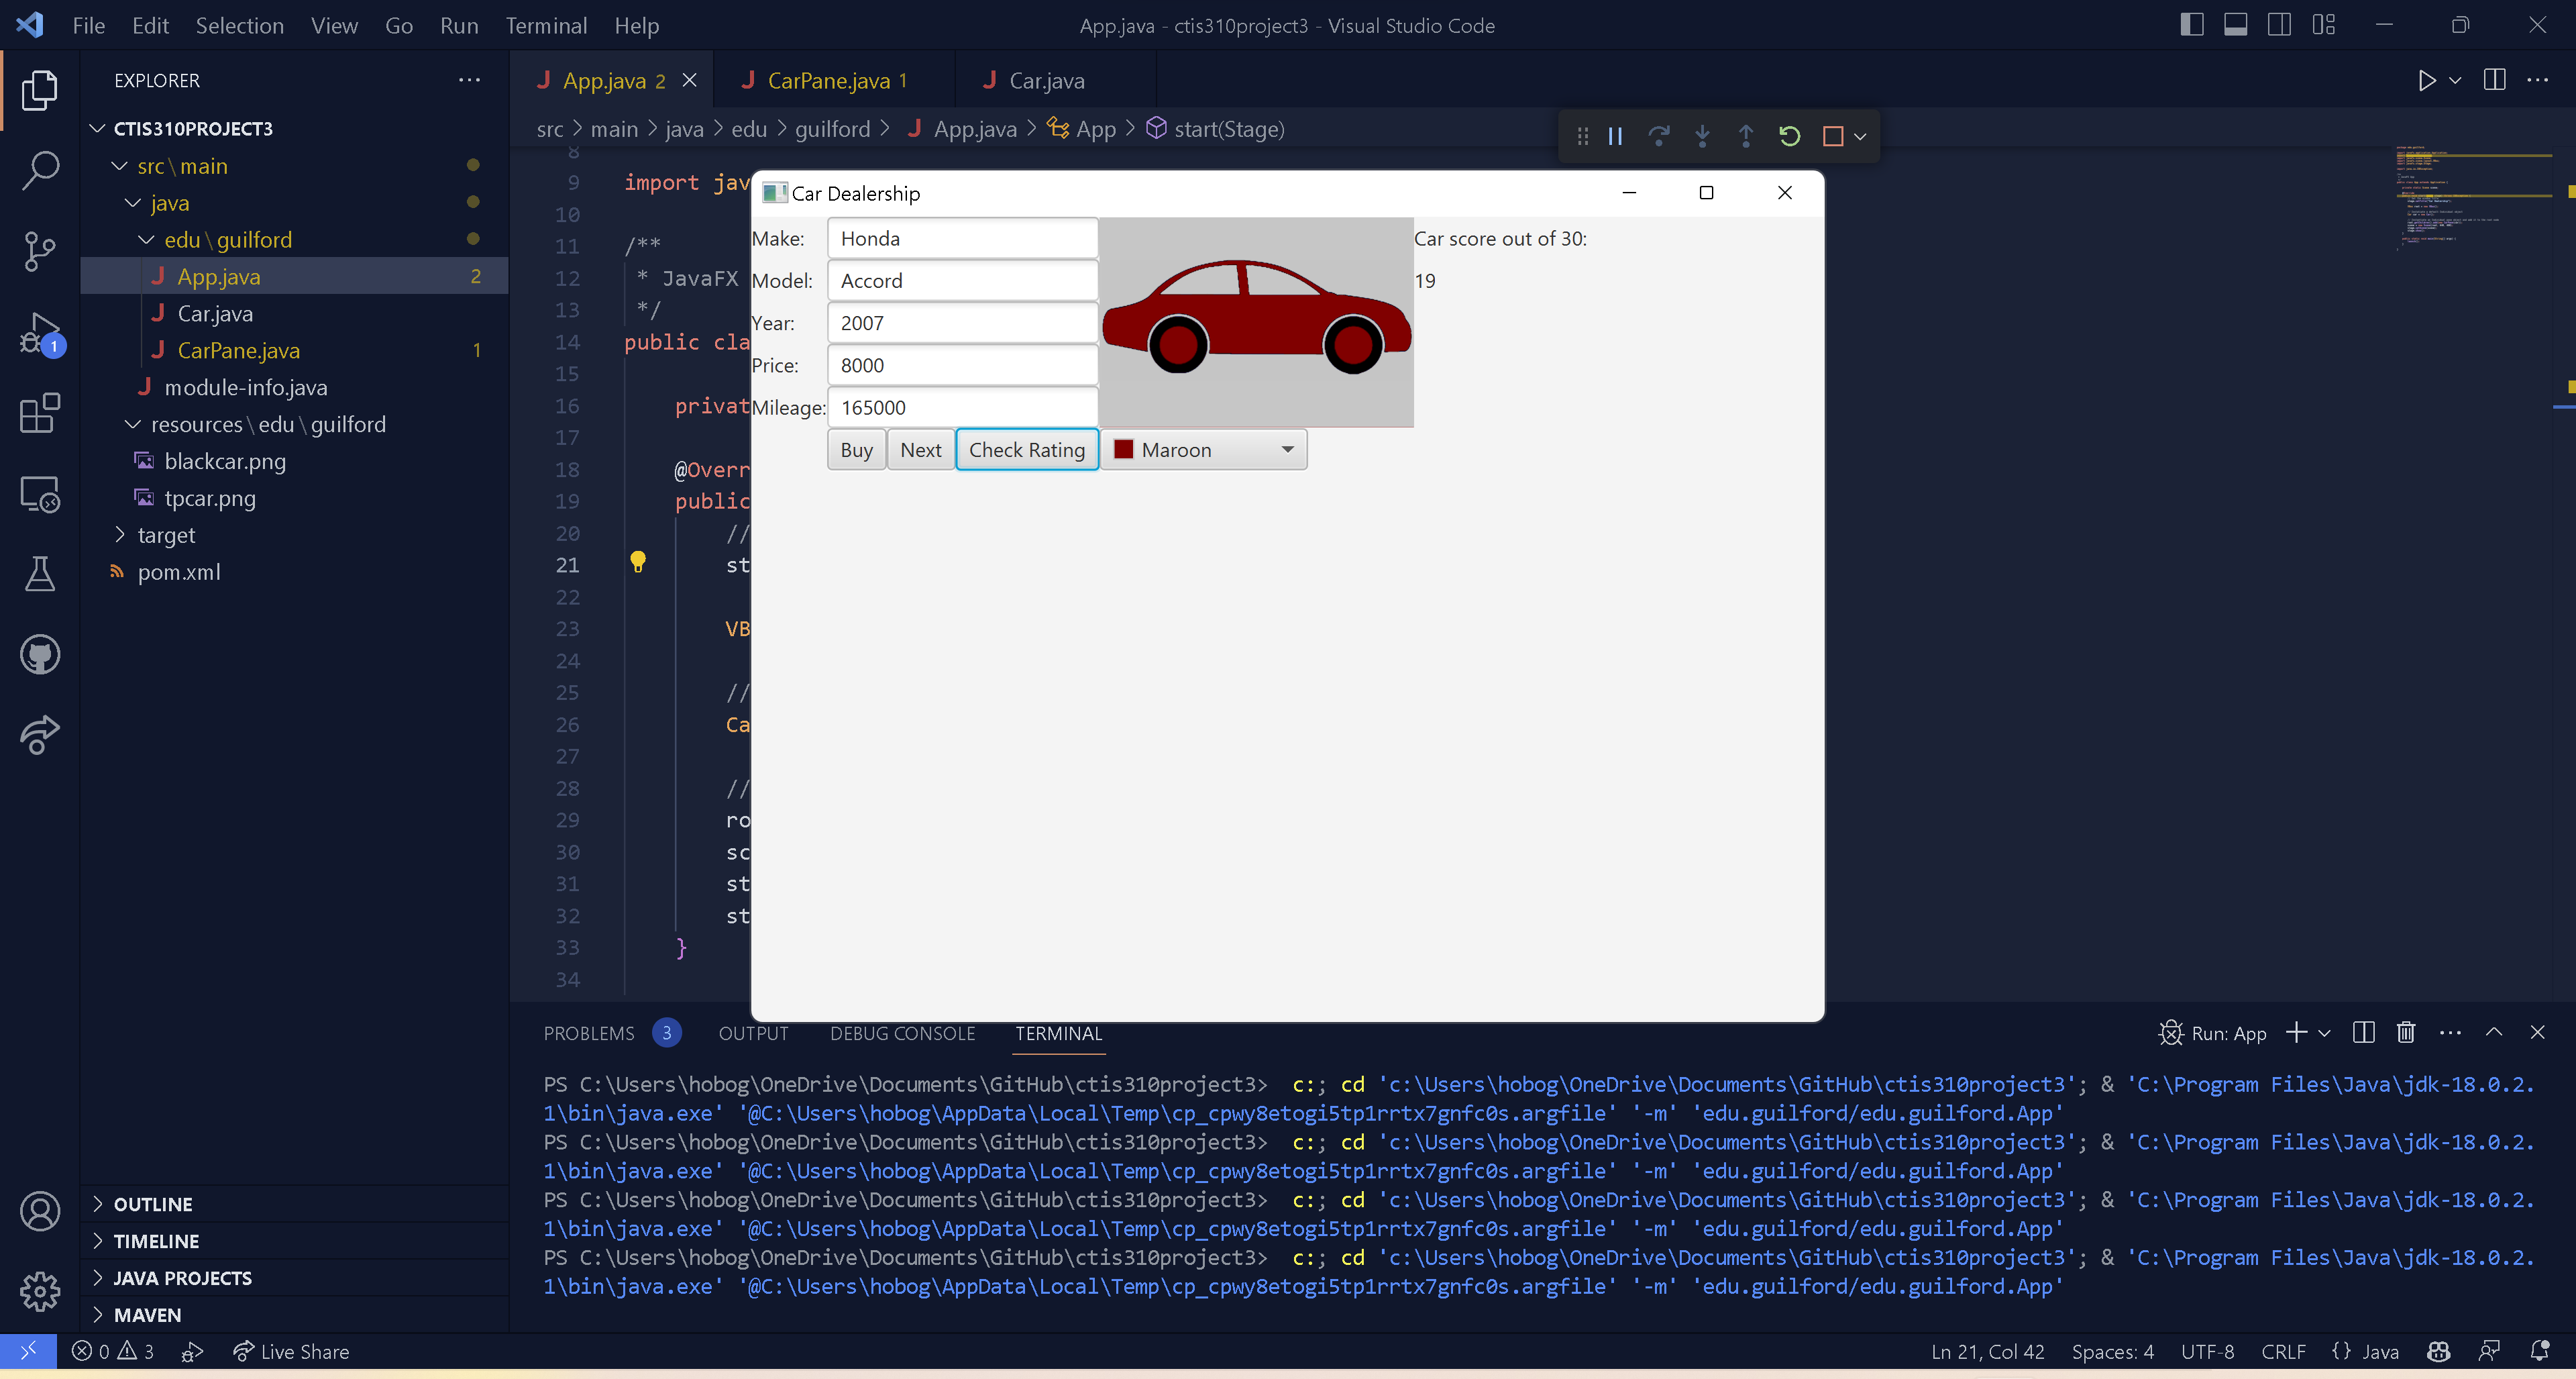 File Edit Selection View Go Run Terminal Help
App.java - ctis310project3 - Visual Studio Code
EXPLORER
CTIS310PROJECT3
src\main
java
edu\guilford
App.java 2
Car.java
CarPane.java 1
module-info.java
resources\edu\guilford
blackcar.png
tpcar.png
target
pom.xml
OUTLINE
TIMELINE
JAVA PROJECTS
MAVEN
App.java 2
CarPane.java 1
Car.java
src > main > java > edu > guilford > App.java > App > start(Stage)
8
9 import jav
10
11 /**
12 * JavaFX
13 */
14 public cla
15
16 privat
17
18 @Overr
19 public
20 //
21 st
22
23 VB
24
25 //
26 Ca
27
28 //
29 ro
30 sc
31 st
32 st
33 }
34
Car Dealership
Make: Honda
Model: Accord
Year: 2007
Price: 8000
Mileage: 165000
Buy Next Check Rating Maroon
Car score out of 30:
19
PROBLEMS 3 OUTPUT DEBUG CONSOLE TERMINAL
Run: App
PS C:\Users\hobog\OneDrive\Documents\GitHub\ctis310project3> c:; cd 'c:\Users\hobog\OneDrive\Documents\GitHub\ctis310project3'; & 'C:\Program Files\Java\jdk-18.0.2.
1\bin\java.exe' '@C:\Users\hobog\AppData\Local\Temp\cp_cpwy8etogi5tp1rrtx7gnfc0s.argfile' '-m' 'edu.guilford/edu.guilford.App'
PS C:\Users\hobog\OneDrive\Documents\GitHub\ctis310project3> c:; cd 'c:\Users\hobog\OneDrive\Documents\GitHub\ctis310project3'; & 'C:\Program Files\Java\jdk-18.0.2.
1\bin\java.exe' '@C:\Users\hobog\AppData\Local\Temp\cp_cpwy8etogi5tp1rrtx7gnfc0s.argfile' '-m' 'edu.guilford/edu.guilford.App'
PS C:\Users\hobog\OneDrive\Documents\GitHub\ctis310project3> c:; cd 'c:\Users\hobog\OneDrive\Documents\GitHub\ctis310project3'; & 'C:\Program Files\Java\jdk-18.0.2.
1\bin\java.exe' '@C:\Users\hobog\AppData\Local\Temp\cp_cpwy8etogi5tp1rrtx7gnfc0s.argfile' '-m' 'edu.guilford/edu.guilford.App'
PS C:\Users\hobog\OneDrive\Documents\GitHub\ctis310project3> c:; cd 'c:\Users\hobog\OneDrive\Documents\GitHub\ctis310project3'; & 'C:\Program Files\Java\jdk-18.0.2.
1\bin\java.exe' '@C:\Users\hobog\AppData\Local\Temp\cp_cpwy8etogi5tp1rrtx7gnfc0s.argfile' '-m' 'edu.guilford/edu.guilford.App'
1
0 3 Live Share
Ln 21, Col 42 Spaces: 4 UTF-8 CRLF {} Java